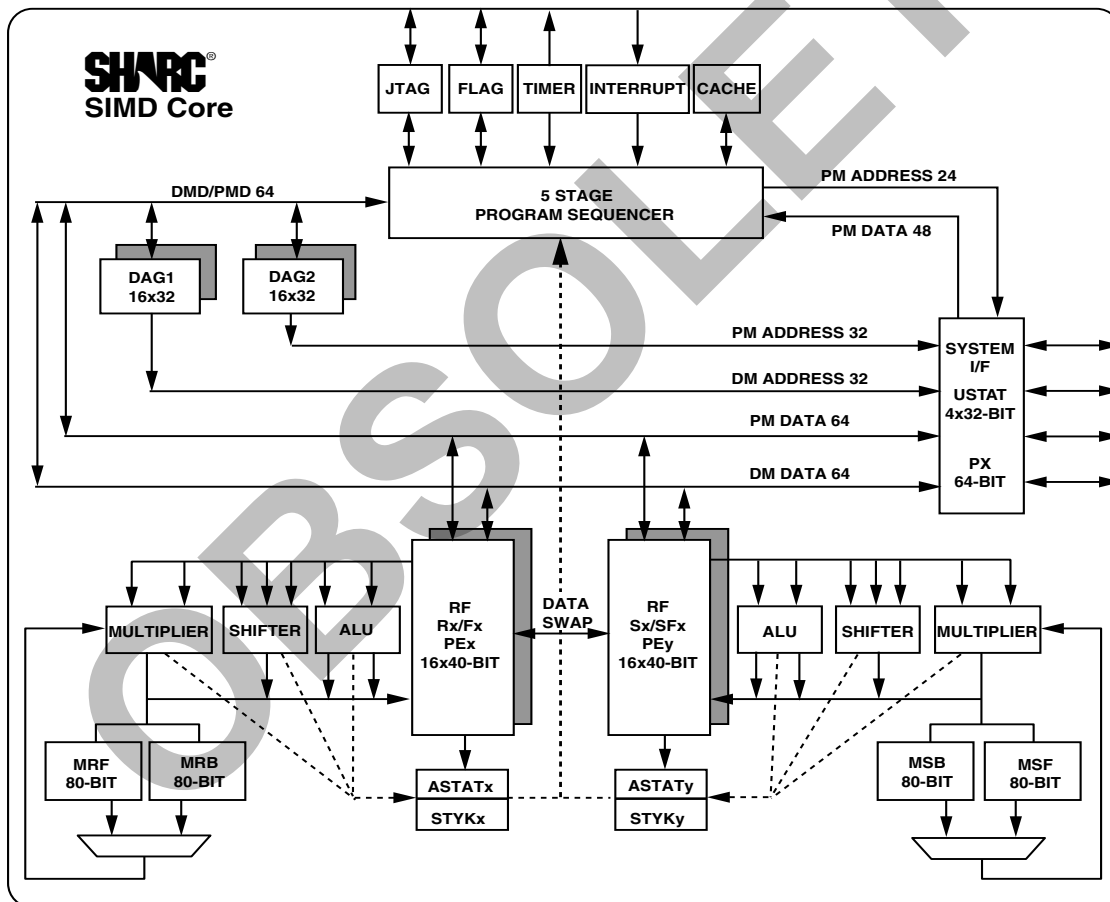 SHARC®
SIMD Core
JTAG
FLAG
TIMER
INTERRUPT
CACHE
5 STAGE
PROGRAM SEQUENCER
PM ADDRESS 24
PM DATA 48
DMD/PMD 64
DAG1
16x32
DAG2
16x32
PM ADDRESS 32
DM ADDRESS 32
PM DATA 64
DM DATA 64
SYSTEM
I/F
USTAT
4x32-BIT
PX
64-BIT
MULTIPLIER
SHIFTER
ALU
RF
Rx/Fx
PEx
16x40-BIT
DATA
SWAP
RF
Sx/SFx
PEy
16x40-BIT
ALU
SHIFTER
MULTIPLIER
MRF
80-BIT
MRB
80-BIT
ASTATx
STYKx
ASTATy
STYKy
MSB
80-BIT
MSF
80-BIT
OBSOLE